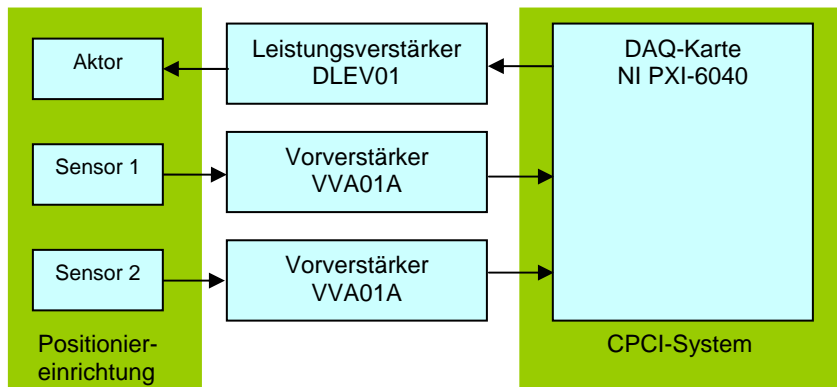 Aktor
Leistungsverstärker
DLEV01
DAQ-Karte
NI PXI-6040
Sensor 1
Vorverstärker
VVA01A
Sensor 2
Vorverstärker
VVA01A
Positionier-
einrichtung
CPCI-System